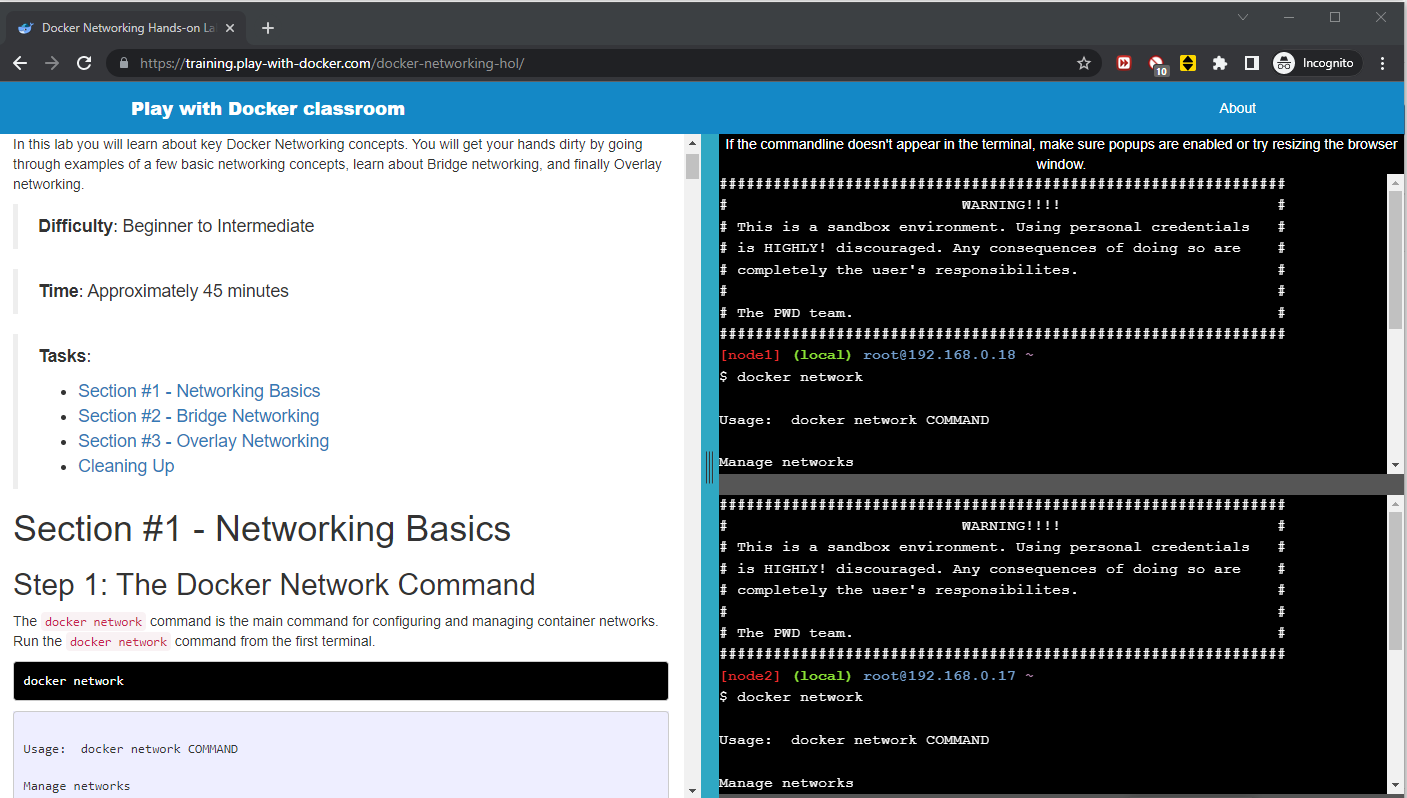 Docker Networking Hands-on La
https://training.play-with-docker.com/docker-networking-hol/
10
Incognito
Play with Docker classroom
About
In this lab you will learn about key Docker Networking concepts. You will get your hands dirty by going
through examples of a few basic networking concepts, learn about Bridge networking, and finally Overlay
networking.
Difficulty: Beginner to Intermediate
Time: Approximately 45 minutes
Tasks:
• Section #1 - Networking Basics
• Section #2 - Bridge Networking
• Section #3 - Overlay Networking
• Cleaning Up
Section #1 - Networking Basics
Step 1: The Docker Network Command
The docker network command is the main command for configuring and managing container networks.
Run the docker network command from the first terminal.
docker network
Usage:  docker network COMMAND
Manage networks
If the commandline doesn't appear in the terminal, make sure popups are enabled or try resizing the browser
window.
###############################################################
#                          WARNING!!!!                        #
# This is a sandbox environment. Using personal credentials   #
# is HIGHLY! discouraged. Any consequences of doing so are    #
# completely the user's responsibilites.                      #
#                                                             #
# The PWD team.                                               #
###############################################################
[node1] (local) root@192.168.0.18 ~
$ docker network
Usage:  docker network COMMAND
Manage networks
###############################################################
#                          WARNING!!!!                        #
# This is a sandbox environment. Using personal credentials   #
# is HIGHLY! discouraged. Any consequences of doing so are    #
# completely the user's responsibilites.                      #
#                                                             #
# The PWD team.                                               #
###############################################################
[node2] (local) root@192.168.0.17 ~
$ docker network
Usage:  docker network COMMAND
Manage networks